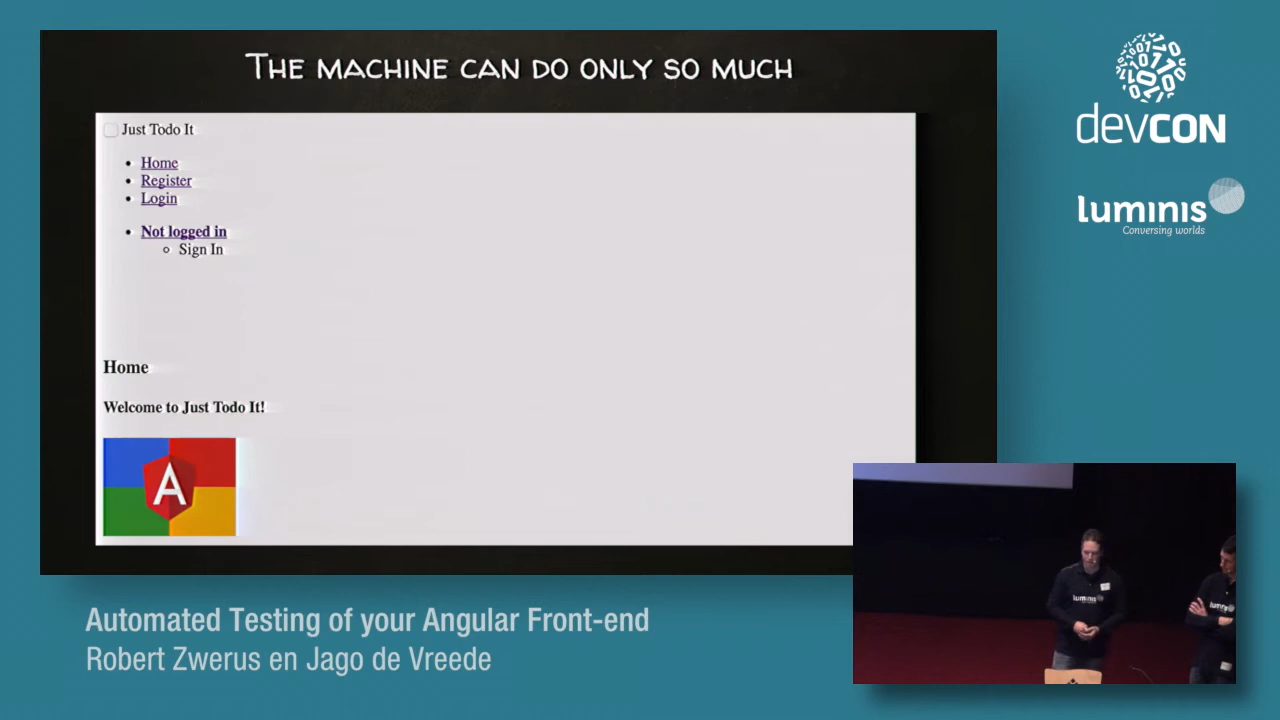 THE MACHINE CAN DO ONLY SO MUCH
Just Todo It
Home
Register
Login
Not logged in
Sign In
Home
Welcome to Just Todo It!
A
devcon
luminis
Conversing worlds
luminis
Automated Testing of your Angular Front-end
Robert Zwerus en Jago de Vreede